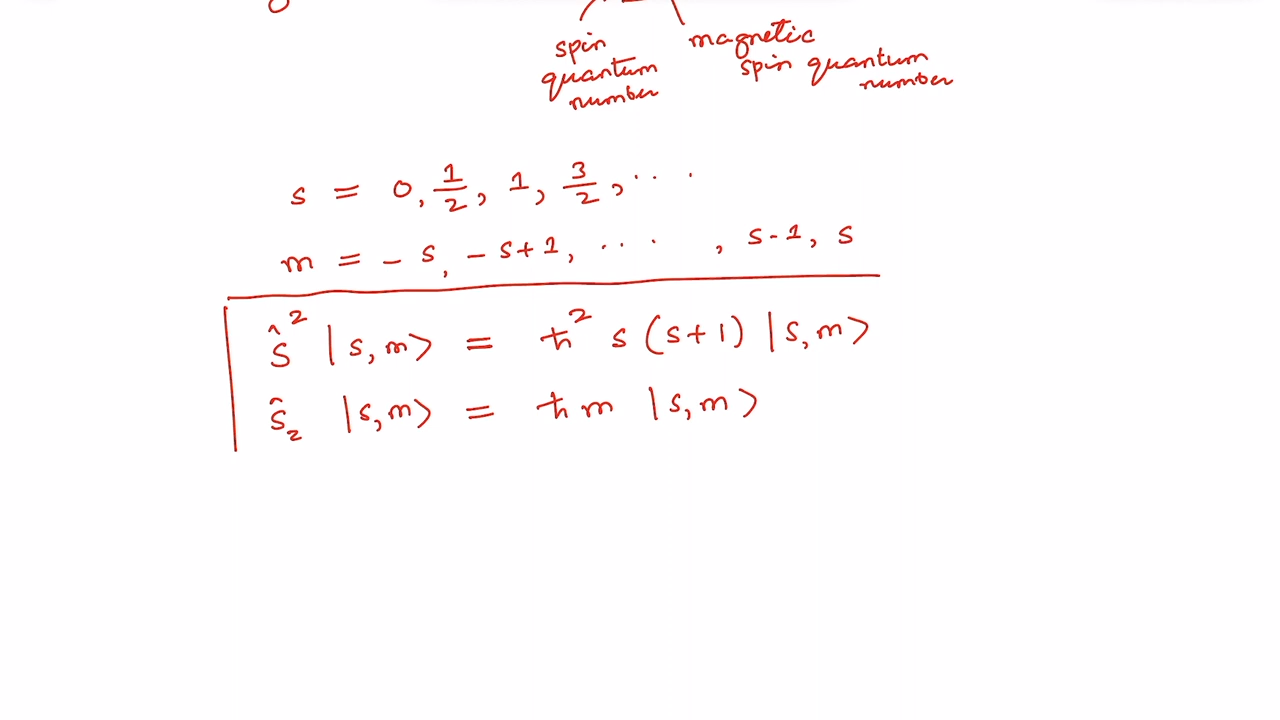 spin quantum number
magnetic spin quantum number
s = 0, 1/2, 1, 3/2, ...
m = -s, -s+1, ... , s-1, s
Ŝ² |s,m⟩ = ħ² s(s+1) |s,m⟩
Ŝ_z |s,m⟩ = ħm |s,m⟩